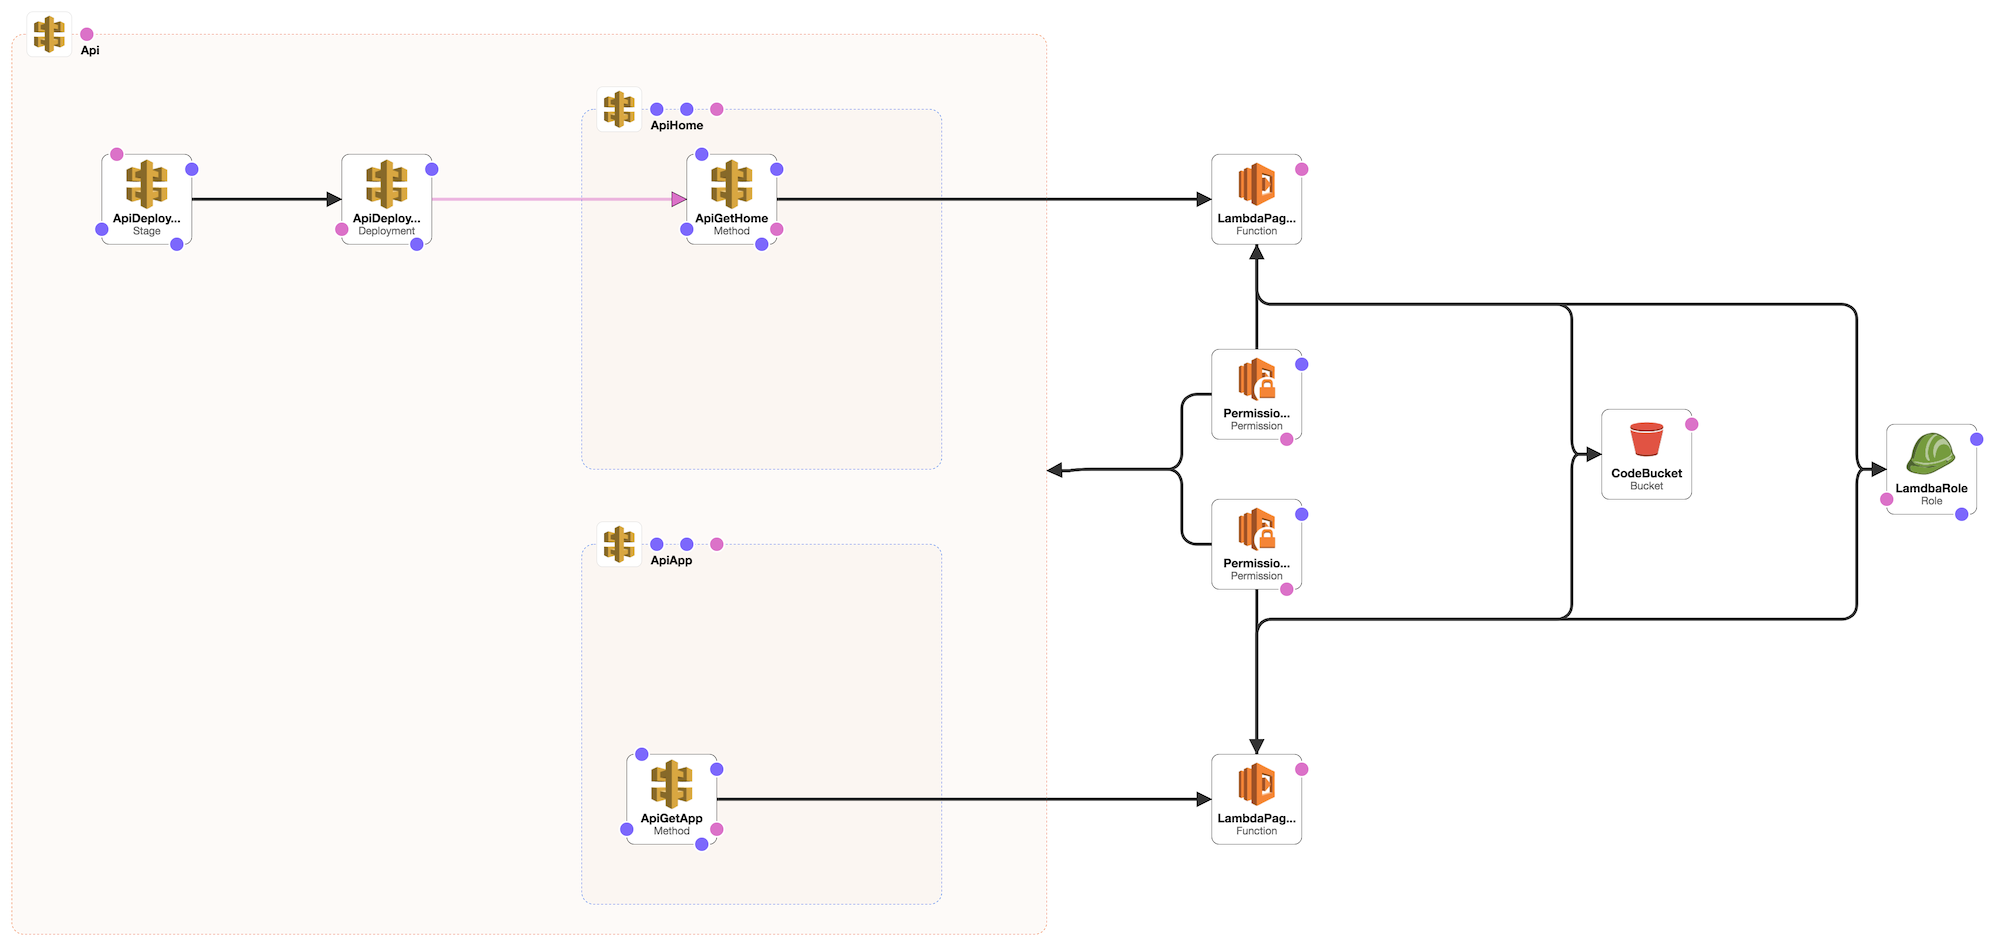 Api
ApiHome
ApiDeploy...
Stage
ApiDeploy...
Deployment
ApiGetHome
Method
LambdaPag...
Function
Permissio...
Permission
CodeBucket
Bucket
LamdbaRole
Role
Permissio...
Permission
ApiApp
ApiGetApp
Method
LambdaPag...
Function